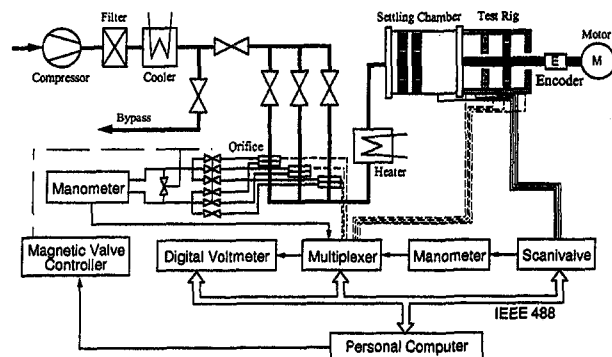 Settling Chamber
Test Rig
Motor
Filter
M
E
Compressor
Cooler
Encoder
Bypass
Orifice
Heater
Manometer
Magnetic Valve
Controller
Digital Voltmeter
Multiplexer
Manometer
Scanivalve
IEEE 488
Personal Computer